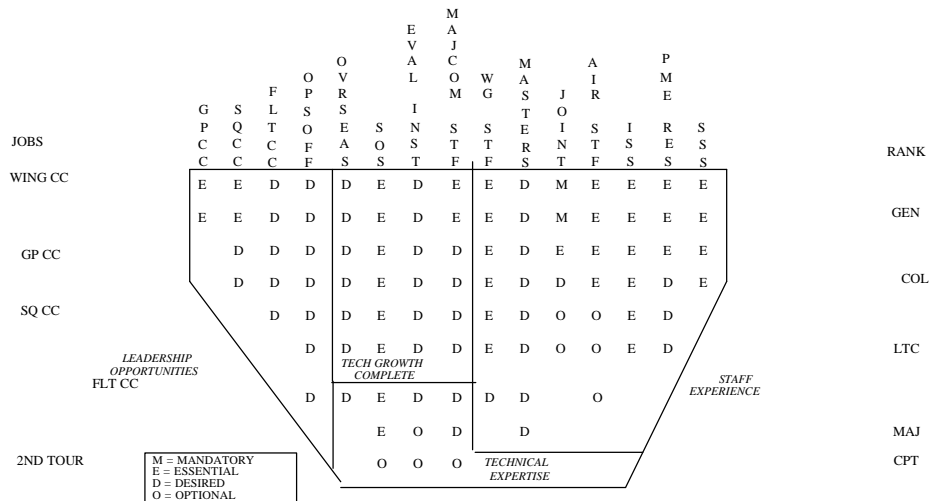 JOBS
GPCC
SQCC
FLTCC
OPSOFF
OVRSEAS
SOS
EVAL INST
MAJCOM STF
WG STF
MASTERS
JOINT
AIR STF
ISS
PME RES
SSS
RANK
WING CC E E D D D E D E E D M E E E E
E E D D D E D E E D M E E E E GEN
GP CC D D D D E D D E D E E E E E
D D D D E D D E D D E E D E COL
SQ CC D D D E D D E D O O E D
D D E D D E D O O E D LTC
LEADERSHIP
OPPORTUNITIES
TECH GROWTH
COMPLETE
STAFF
EXPERIENCE
FLT CC D D E D D D D O
E O D D MAJ
2ND TOUR O O O CPT
TECHNICAL
EXPERTISE
M = MANDATORY
E = ESSENTIAL
D = DESIRED
O = OPTIONAL